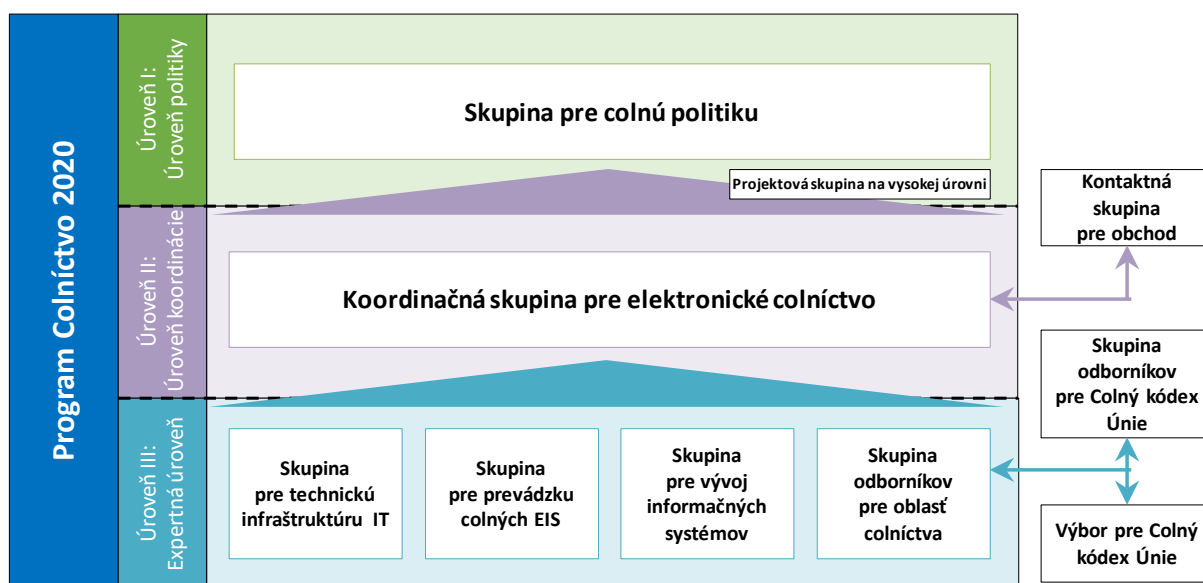 Program Colníctvo 2020
Úroveň I:
Úroveň politiky
Skupina pre colnú politiku
Projektová skupina na vysokej úrovni
Úroveň II:
Úroveň koordinácie
Koordinačná skupina pre elektronické colníctvo
Kontaktná
skupina
pre obchod
Úroveň III:
Expertná úroveň
Skupina
pre technickú
infraštruktúru IT
Skupina
pre prevádzku
colných EIS
Skupina
pre vývoj
informačných
systémov
Skupina
odborníkov
pre oblasť
colníctva
Skupina
odborníkov
pre Colný kódex
Únie
Výbor pre Colný
kódex Únie